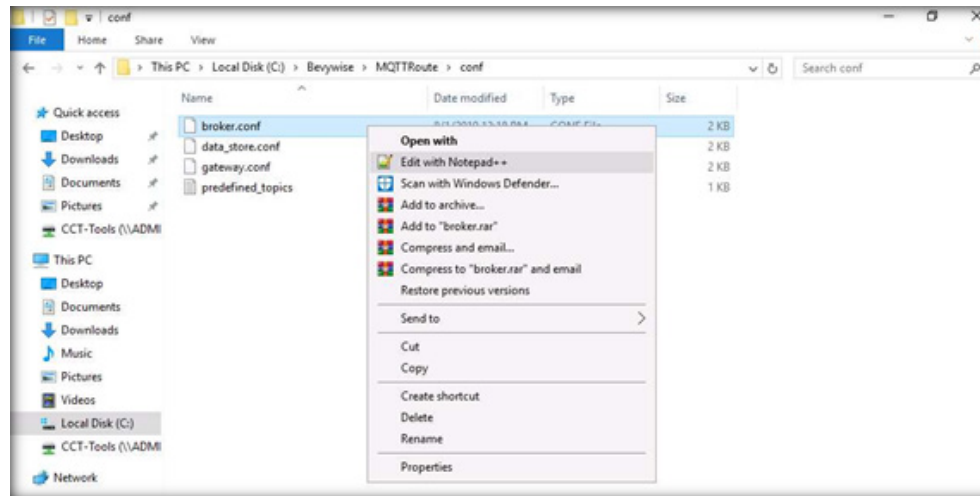 conf
File Home Share View
This PC > Local Disk (C:) > Bevywise > MQTTRoute > conf
Search conf
Name Date modified Type Size
Quick access
Desktop
Downloads
Documents
Pictures
CCT-Tools (\\ADMI
This PC
Desktop
Documents
Downloads
Music
Pictures
Videos
Local Disk (C:)
CCT-Tools (\\ADMI
Network
broker.conf CONF File 2 KB
data_store.conf 2 KB
gateway.conf 2 KB
predefined_topics 1 KB
Open with
Edit with Notepad++
Scan with Windows Defender...
Add to archive...
Add to "broker.rar"
Compress and email...
Compress to "broker.rar" and email
Restore previous versions
Send to
Cut
Copy
Create shortcut
Delete
Rename
Properties